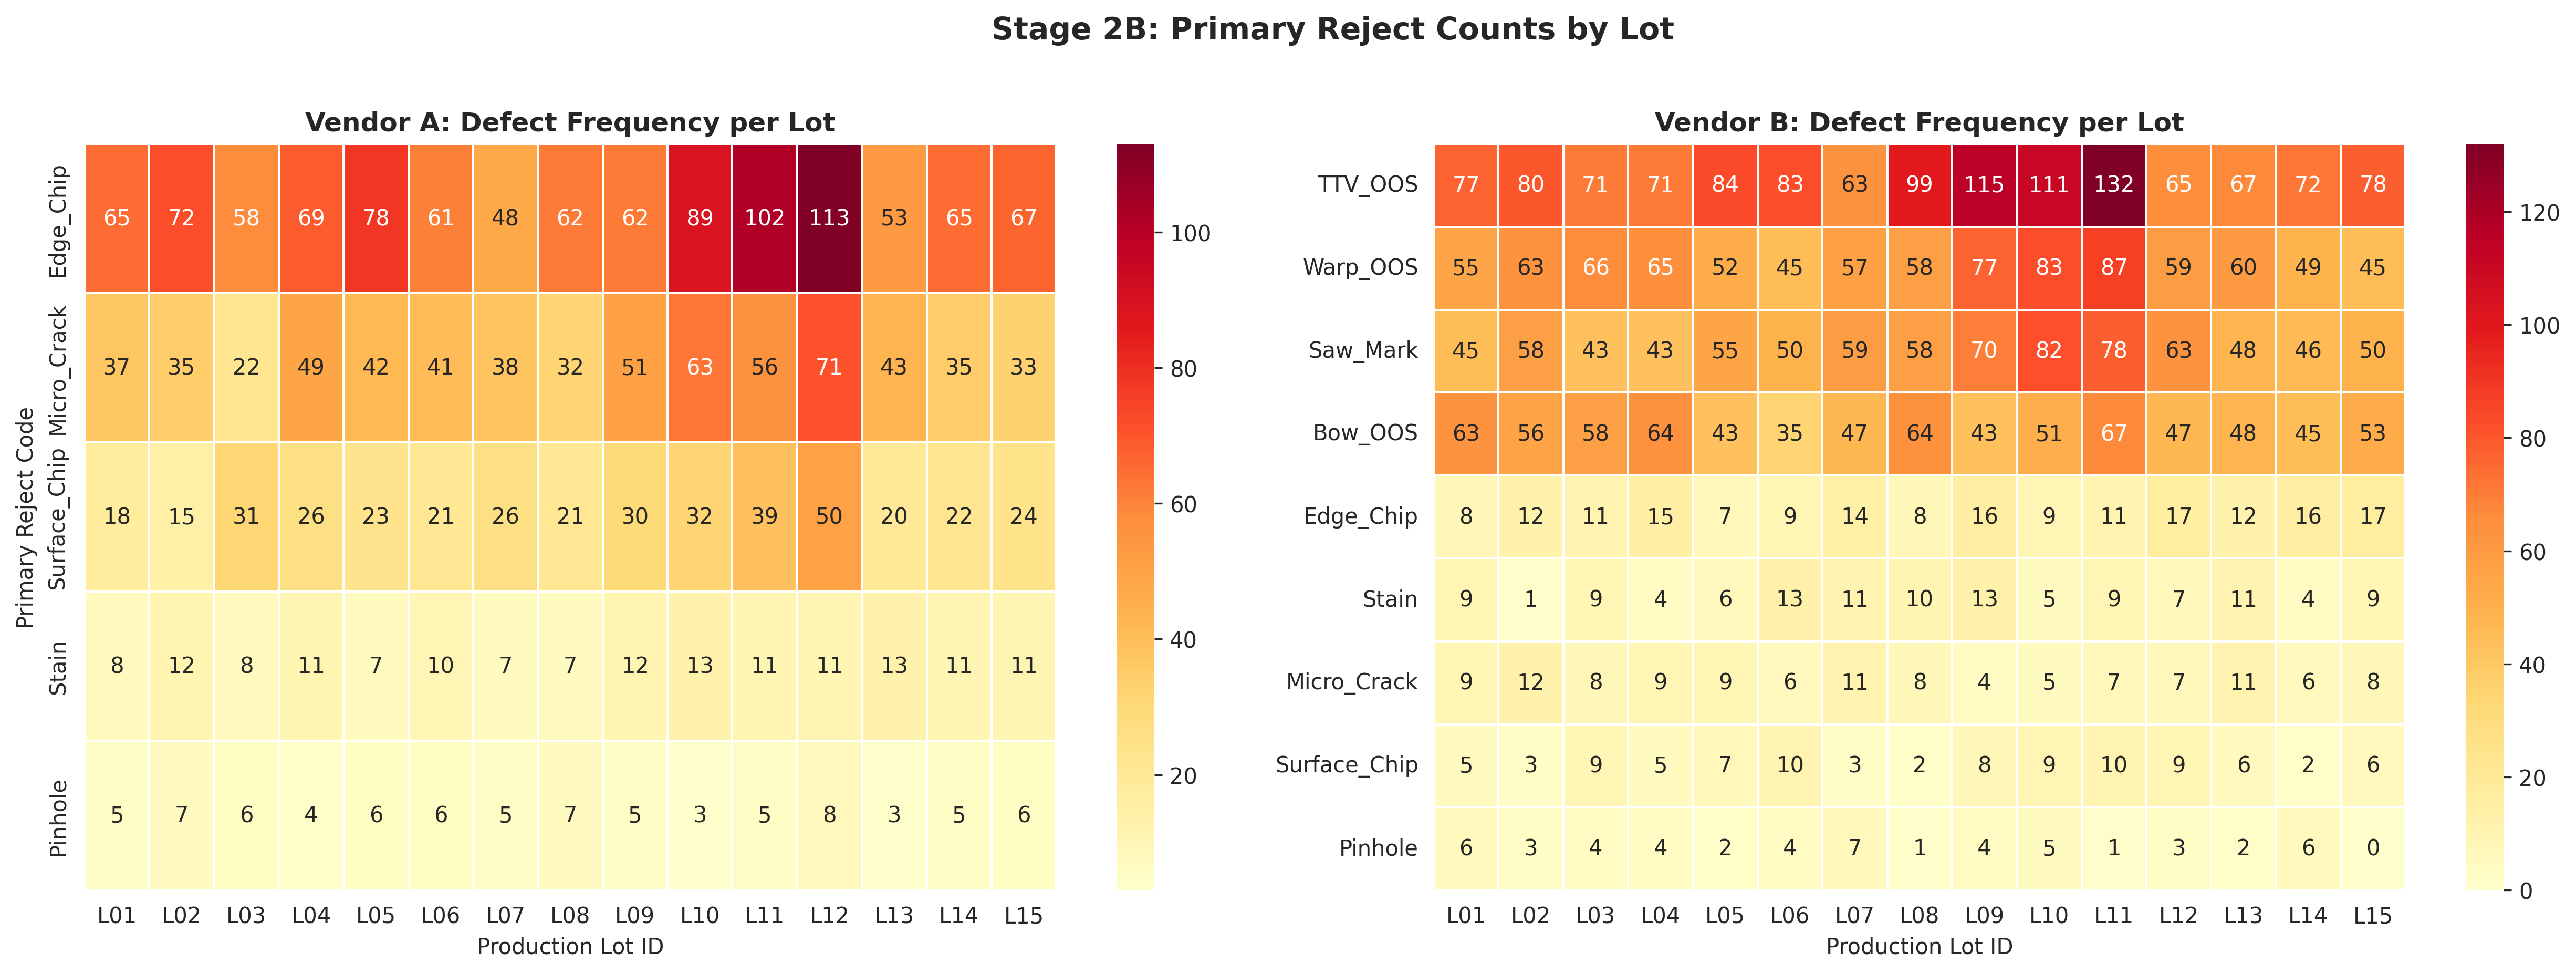 Stage 2B: Primary Reject Counts by Lot
Vendor A: Defect Frequency per Lot
Primary Reject Code
Edge_Chip 65 72 58 69 78 61 48 62 62 89 102 113 53 65 67
Micro_Crack 37 35 22 49 42 41 38 32 51 63 56 71 43 35 33
Surface_Chip 18 15 31 26 23 21 26 21 30 32 39 50 20 22 24
Stain 8 12 8 11 7 10 7 7 12 13 11 11 13 11 11
Pinhole 5 7 6 4 6 6 5 7 5 3 5 8 3 5 6
L01 L02 L03 L04 L05 L06 L07 L08 L09 L10 L11 L12 L13 L14 L15
Production Lot ID
100
80
60
40
20
Vendor B: Defect Frequency per Lot
TTV_OOS 77 80 71 71 84 83 63 99 115 111 132 65 67 72 78
Warp_OOS 55 63 66 65 52 45 57 58 77 83 87 59 60 49 45
Saw_Mark 45 58 43 43 55 50 59 58 70 82 78 63 48 46 50
Bow_OOS 63 56 58 64 43 35 47 64 43 51 67 47 48 45 53
Edge_Chip 8 12 11 15 7 9 14 8 16 9 11 17 12 16 17
Stain 9 1 9 4 6 13 11 10 13 5 9 7 11 4 9
Micro_Crack 9 12 8 9 9 6 11 8 4 5 7 7 11 6 8
Surface_Chip 5 3 9 5 7 10 3 2 8 9 10 9 6 2 6
Pinhole 6 3 4 4 2 4 7 1 4 5 1 3 2 6 0
L01 L02 L03 L04 L05 L06 L07 L08 L09 L10 L11 L12 L13 L14 L15
Production Lot ID
120
100
80
60
40
20
0